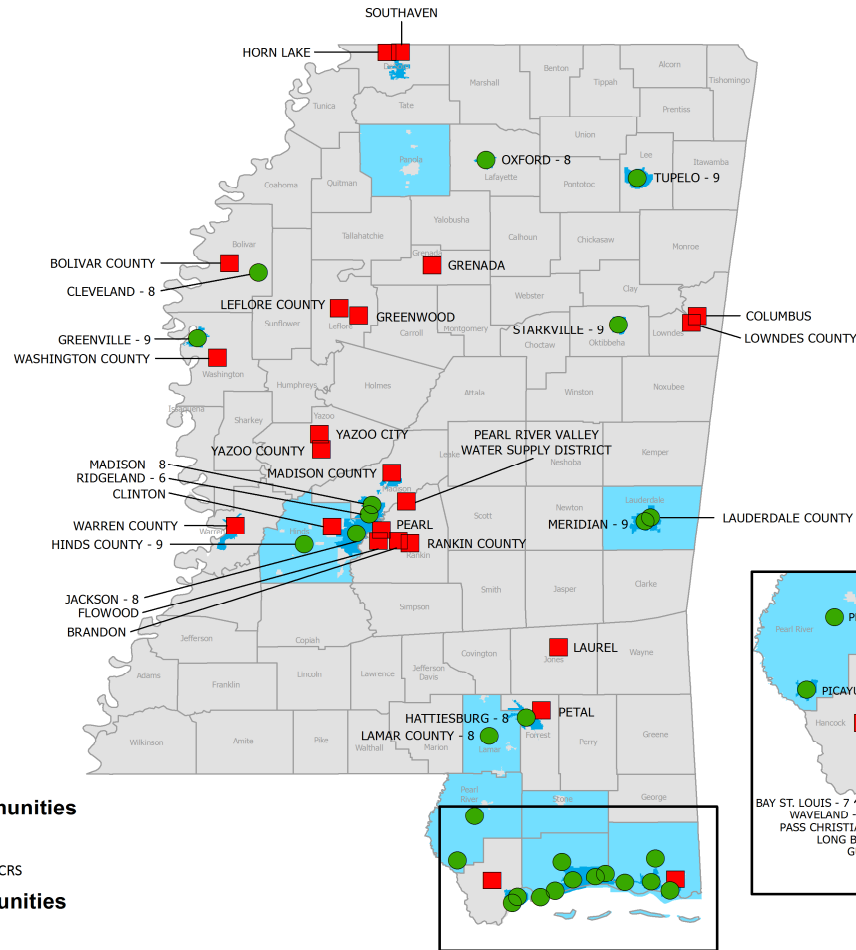 SOUTHAVEN
HORN LAKE
Alcorn
Benton
Tippah
Tishomingo
Marshall
Tunica
Tate
Prentiss
Union
Lee
Panola
OXFORD - 8
Lafayette
Itawamba
TUPELO - 9
Pontotoc
Coahoma
Quitman
Yalobusha
Tallahatchie
Calhoun
Chickasaw
Monroe
Bolivar
Grenada
BOLIVAR COUNTY
GRENADA
CLEVELAND - 8
Clay
Webster
LEFLORE COUNTY
GREENWOOD
COLUMBUS
Sunflower
Leflore
Carroll
Montgomery
STARKVILLE - 9
Lowndes
GREENVILLE - 9
Choctaw
Oktibbeha
LOWNDES COUNTY
WASHINGTON COUNTY
Washington
Humphreys
Holmes
Attala
Winston
Noxubee
Issaquena
Sharkey
Yazoo
YAZOO CITY
PEARL RIVER VALLEY
WATER SUPPLY DISTRICT
YAZOO COUNTY
Leake
Neshoba
Kemper
MADISON 8
RIDGELAND - 6
MADISON COUNTY
CLINTON
Madison
Lauderdale
Newton
Scott
WARREN COUNTY
Warren
Hinds
PEARL
MERIDIAN - 9
LAUDERDALE COUNTY
HINDS COUNTY - 9
RANKIN COUNTY
Rankin
JACKSON - 8
FLOWOOD
BRANDON
Smith
Jasper
Clarke
Simpson
Jefferson
Copiah
LAUREL
Covington
Jones
Wayne
Adams
Franklin
Lincoln
Lawrence
Jefferson
Davis
Pearl River
HATTIESBURG - 8
PETAL
LAMAR COUNTY - 8
Wilkinson
Amite
Pike
Walthall
Marion
Lamar
Forrest
Perry
Greene
PICAYU
Hancock
Pearl
River
Stone
George
BAY ST. LOUIS - 7
WAVELAND -
PASS CHRISTIA
LONG B
G
munities
CRS
unities